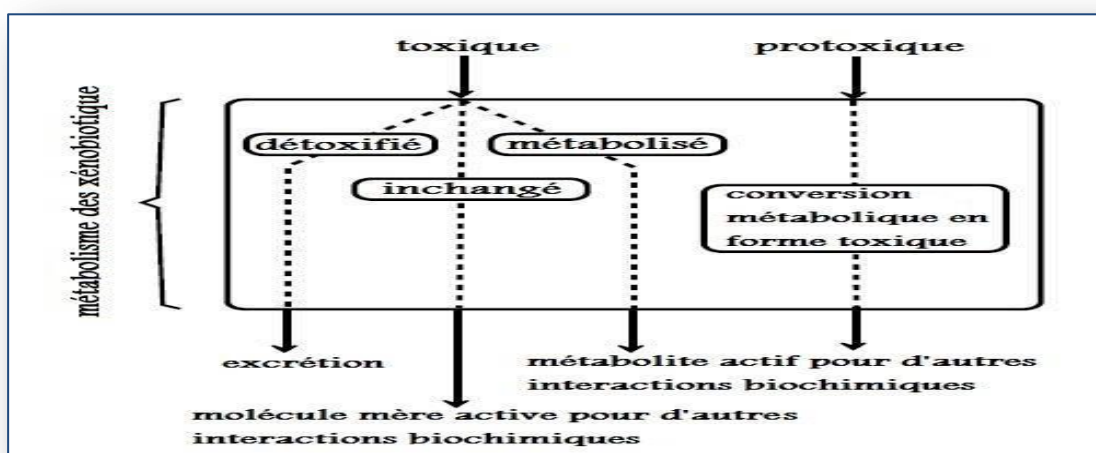 toxique
protoxique
métabolisme des xénobiotique
détoxifié
métabolisé
inchangé
conversion
métabolique en
forme toxique
excrétion
métabolite actif pour d'autres
interactions biochimiques
molécule mère active pour d'autres
interactions biochimiques